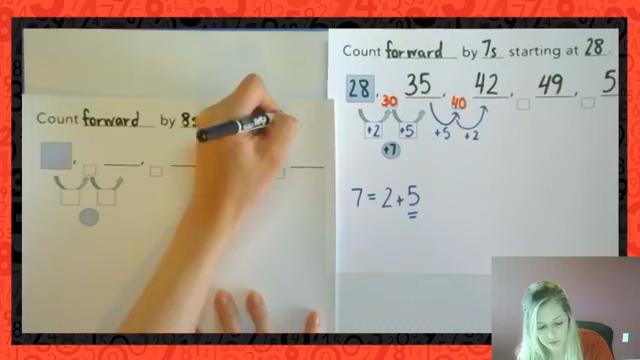 Count forward by 7s starting at 28.
28, 35, 42, 49, 5
30 40
+2 +5 +5 +2
+7
7 = 2 + 5
Count forward by 8s